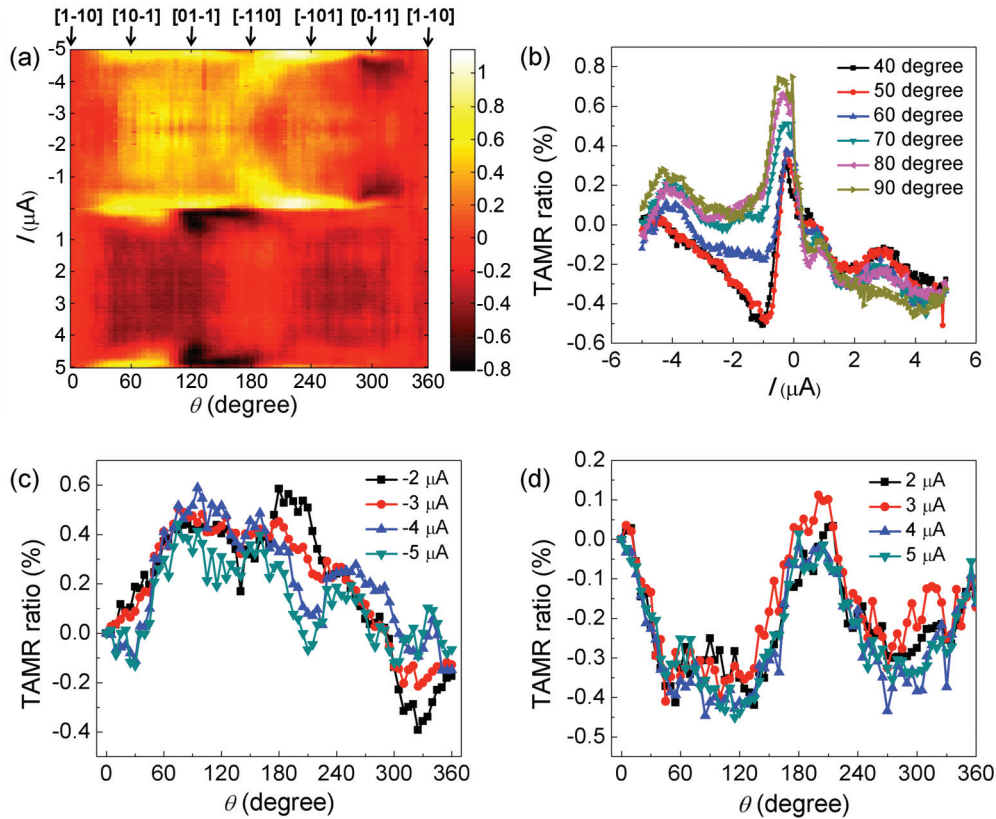 [1-10] [10-1] [01-1] [-110] [-101] [0-11] [1-10]
(a)
-5
-4
-3
-2
-1
1
2
3
4
5
I (μA)
0 60 120 180 240 300 360
θ (degree)
1
0.8
0.6
0.4
0.2
0
-0.2
-0.4
-0.6
-0.8
(b)
0.8
0.6
0.4
0.2
0.0
-0.2
-0.4
-0.6
TAMR ratio (%)
40 degree
50 degree
60 degree
70 degree
80 degree
90 degree
-6 -4 -2 0 2 4 6
I (μA)
(c)
0.6
0.4
0.2
0.0
-0.2
-0.4
TAMR ratio (%)
-2 μA
-3 μA
-4 μA
-5 μA
0 60 120 180 240 300 360
θ (degree)
(d)
0.2
0.1
0.0
-0.1
-0.2
-0.3
-0.4
-0.5
TAMR ratio (%)
2 μA
3 μA
4 μA
5 μA
0 60 120 180 240 300 360
θ (degree)